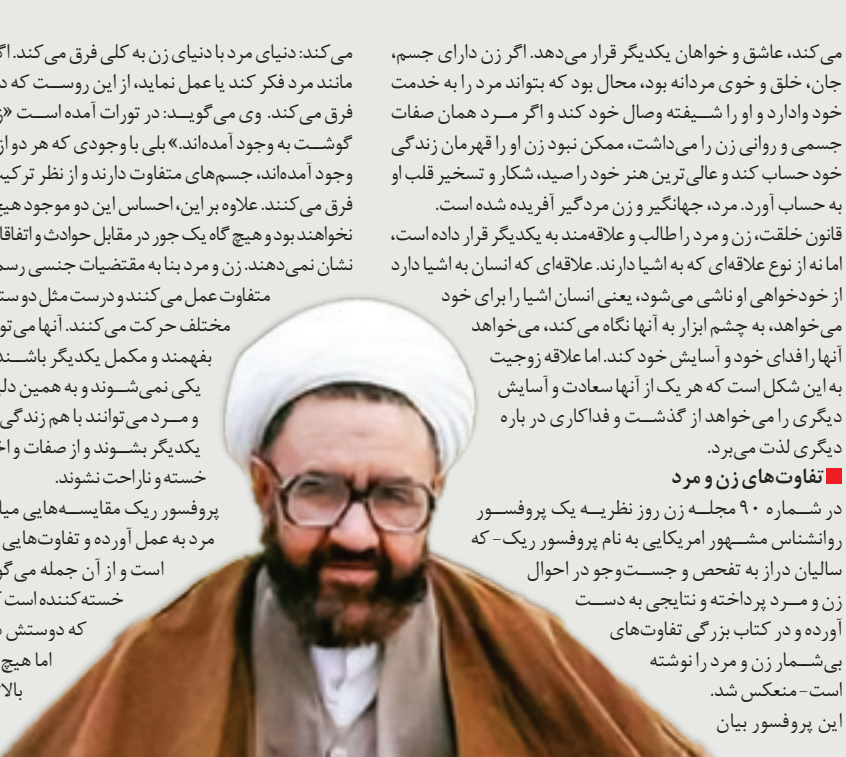 می‌کند، عاشق و خواهان یکدیگر قرار می‌دهد. اگر زن دارای جسم،
جان، خلق و خوی مردانه بود، محال بود که بتواند مرد را به خدمت
خود وادارد و او را شیفته وصال خود کند و اگر مرد همان صفات
جسمی و روانی زن را می‌داشت، ممکن نبود زن او را قهرمان زندگی
خود حساب کند و عالی‌ترین هنر خود را صید، شکار و تسخیر قلب او
به حساب آورد. مرد، جهانگیر و زن مردگیر آفریده شده است.
قانون خلقت، زن و مرد را طالب و علاقه‌مند به یکدیگر قرار داده است،
اما نه از نوع علاقه‌ای که به اشیا دارند. علاقه‌ای که انسان به اشیا دارد
از خودخواهی او ناشی می‌شود، یعنی انسان اشیا را برای خود
می‌خواهد، به چشم ابزار به آنها نگاه می‌کند، می‌خواهد
آنها را فدای خود و آسایش خود کند. اما علاقه زوجیت
به این شکل است که هر یک از آنها سعادت و آسایش
دیگری را می‌خواهد از گذشت و فداکاری در باره
دیگری لذت می‌برد.
تفاوت‌های زن و مرد
در شماره ۹۰ مجله زن روز نظریه یک پروفسور
روانشناس مشهور امریکایی به نام پروفسور ریک- که
سالیان دراز به تفحص و جست‌وجو در احوال
زن و مرد پرداخته و نتایجی به دست
آورده و در کتاب بزرگی تفاوت‌های
بی‌شمار زن و مرد را نوشته
است- منعکس شد.
این پروفسور بیان
می‌کند: دنیای مرد با دنیای زن به کلی فرق می‌کند.
مانند مرد فکر کند یا عمل نماید، از این روست که
فرق می‌کند. وی می‌گوید: در تورات آمده است
گوشت به وجود آمده‌اند.» بلی با وجودی که هر دو از
وجود آمده‌اند، جسم‌های متفاوت دارند و از نظر
فرق می‌کنند. علاوه بر این، احساس این دو موجود هیچ
نخواهند بود و هیچ گاه یک جور در مقابل حوادث و
نشان نمی‌دهند. زن و مرد بنا به مقتضیات جنسی
متفاوت عمل می‌کنند و درست مثل دو
مختلف حرکت می‌کنند. آنها
بفهمند و مکمل یکدیگر
یکی نمی‌شوند و به همین
و مرد می‌توانند با هم زندگی
یکدیگر بشوند و از صفات و
خسته و ناراحت نشوند.
پروفسور ریک مقایسه‌هایی
مرد به عمل آورده و تفاوت‌هایی
است و از آن جمله
خسته‌کننده است
که دوستش
اما هیچ